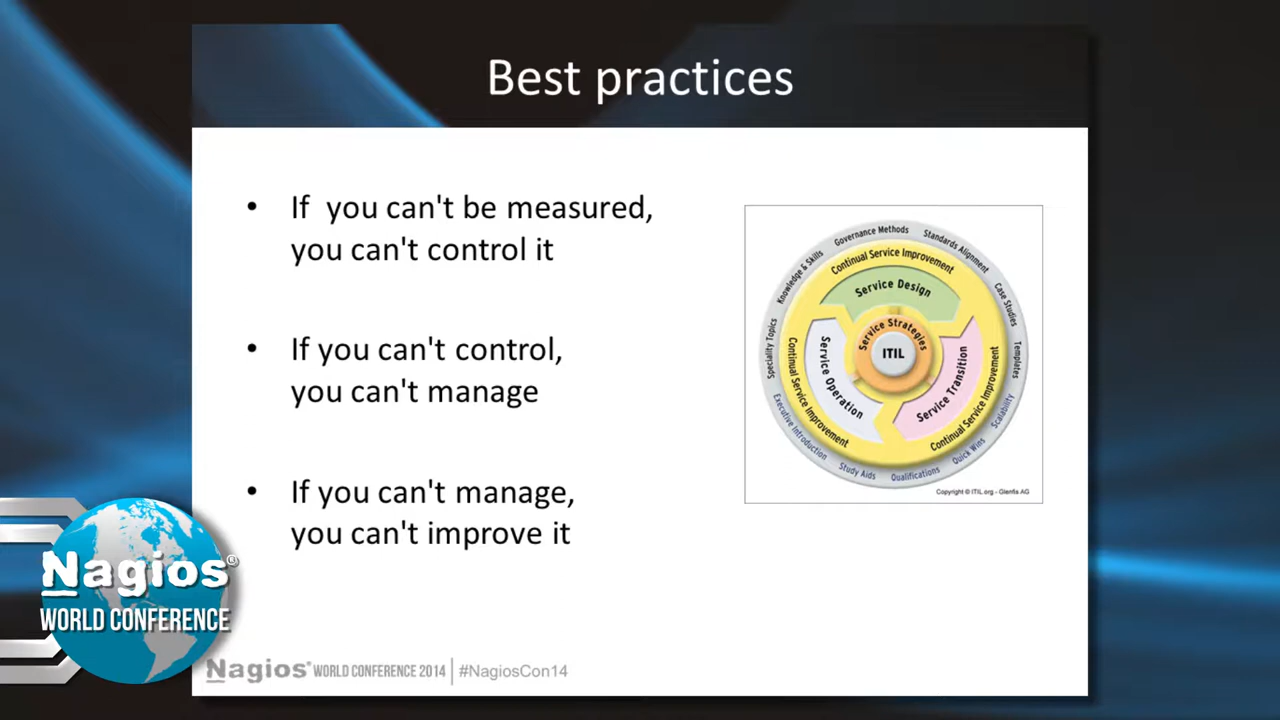 Best practices
• If  you can't be measured,
you can't control it
• If you can't control,
you can't manage
• If you can't manage,
you can't improve it
Governance Methods
Standards Alignment
Case Studies
Templates
Scalability
Quick Wins
Qualifications
Study Aids
Executive Introduction
Speciality Topics
Knowledge & Skills
Continual Service Improvement
Continual Service Improvement
Continual Service Improvement
Service Design
Service Transition
Service Operation
Service Strategies
ITIL
Copyright © ITIL.org - Glenfis AG
Nagios®
WORLD CONFERENCE
Nagios® WORLD CONFERENCE 2014 | #NagiosCon14